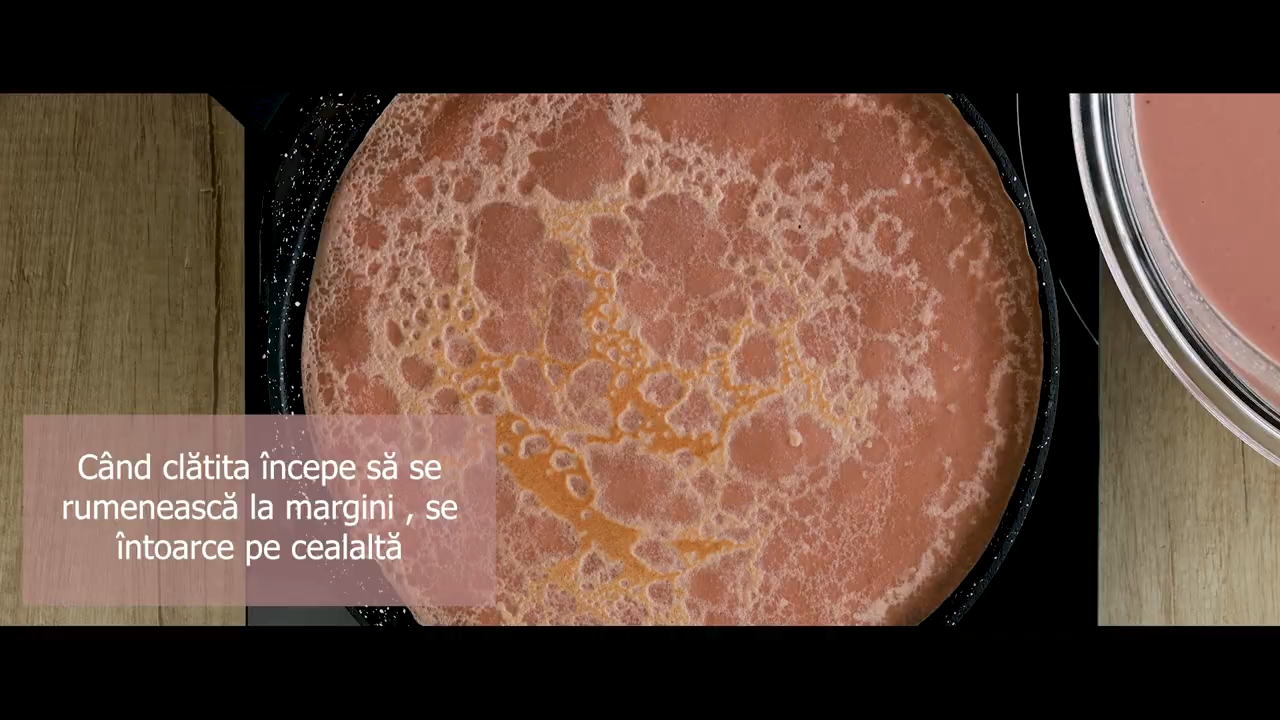 Când clătita începe să se
rumenească la margini , se
întoarce pe cealaltă